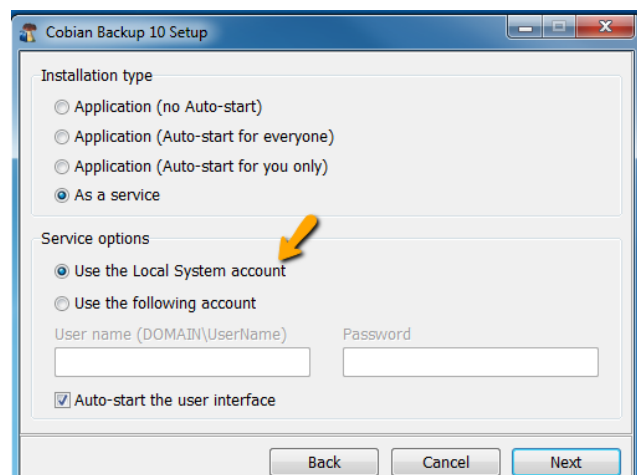 Cobian Backup 10 Setup
Installation type
Application (no Auto-start)
Application (Auto-start for everyone)
Application (Auto-start for you only)
As a service
Service options
Use the Local System account
Use the following account
User name (DOMAIN\UserName) Password
Auto-start the user interface
Back Cancel Next